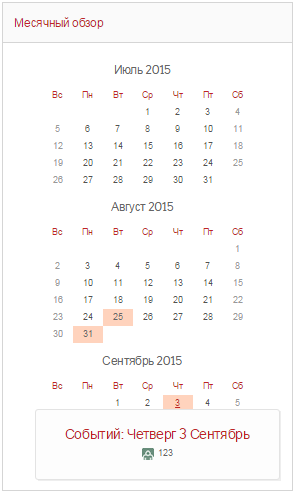 Месячный обзор
Июль 2015
Вс Пн Вт Ср Чт Пт Сб
1 2 3 4
5 6 7 8 9 10 11
12 13 14 15 16 17 18
19 20 21 22 23 24 25
26 27 28 29 30 31
Август 2015
Вс Пн Вт Ср Чт Пт Сб
1
2 3 4 5 6 7 8
9 10 11 12 13 14 15
16 17 18 19 20 21 22
23 24 25 26 27 28 29
30 31
Сентябрь 2015
Вс Пн Вт Ср Чт Пт Сб
1 2 3 4 5
Событий: Четверг 3 Сентябрь
123